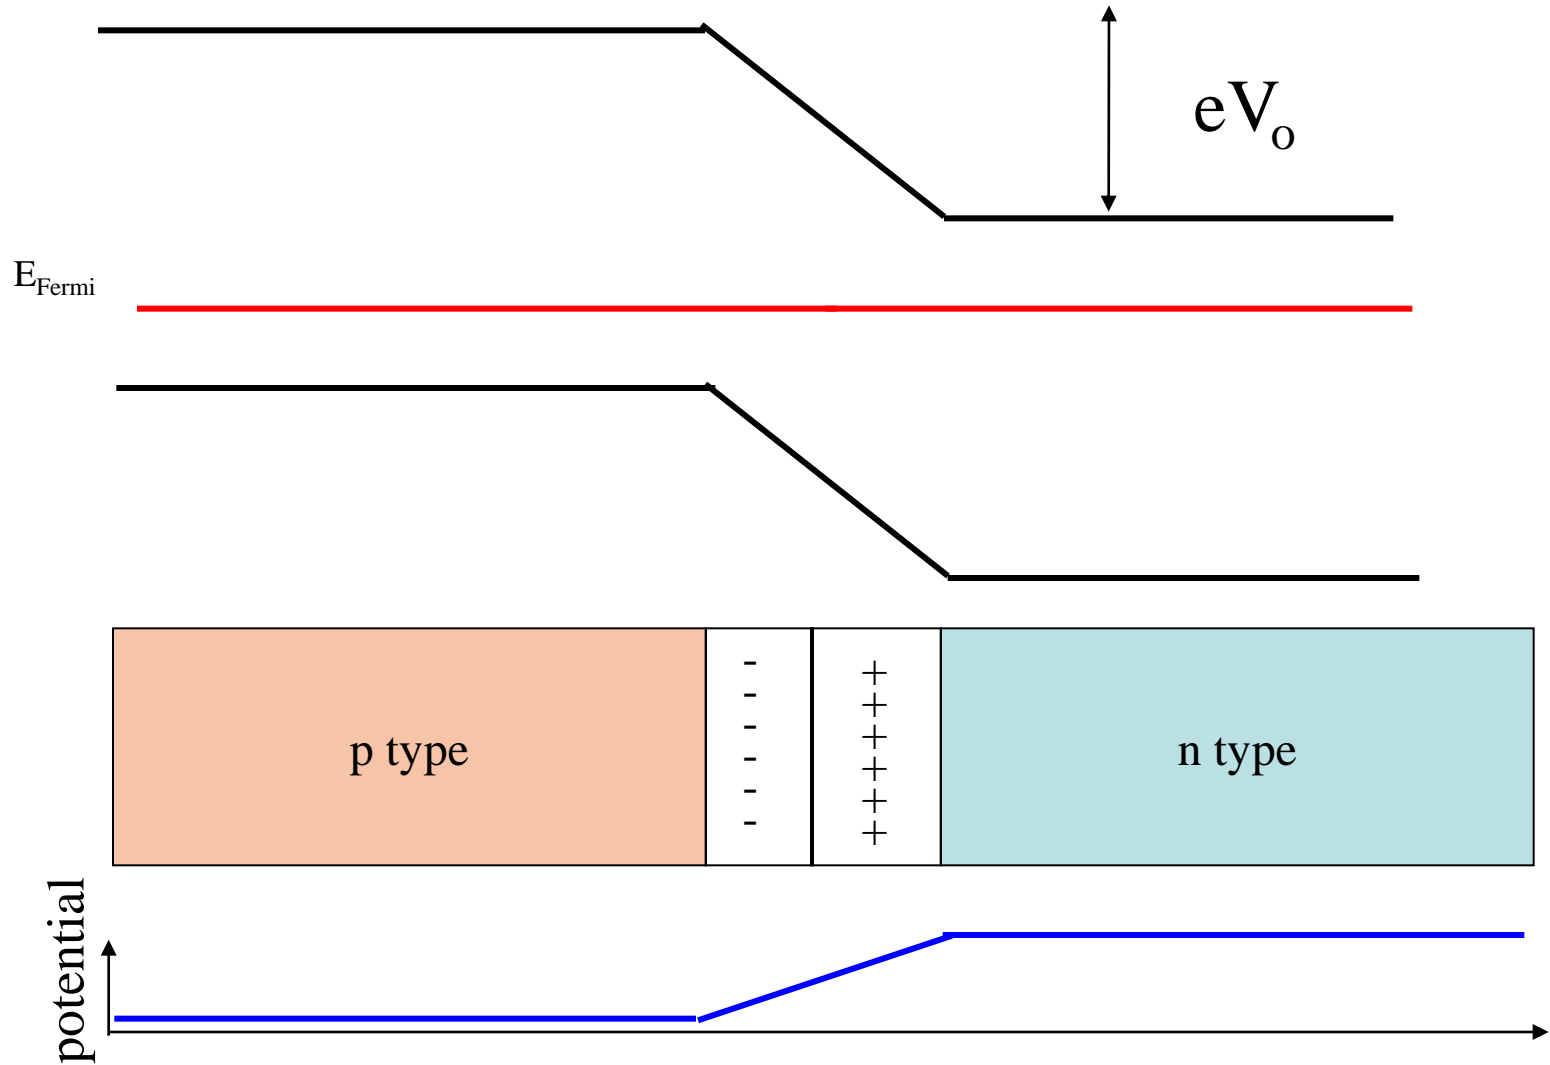 eV₀
E_Fermi
- +
- +
- +
- +
- +
- +
p type
n type
potential